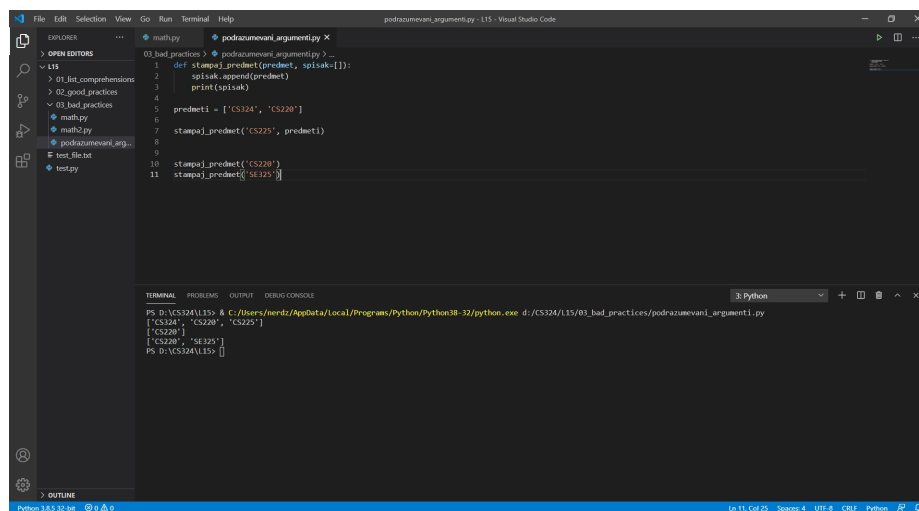 File Edit Selection View Go Run Terminal Help podrazumevani_argumenti.py - L15 - Visual Studio Code
EXPLORER
OPEN EDITORS
L15
01_list_comprehensions
02_good_practices
03_bad_practices
math.py
math2.py
podrazumevani_arg...
test_file.txt
test.py
OUTLINE
math.py podrazumevani_argumenti.py
03_bad_practices > podrazumevani_argumenti.py > ...
1 def stampaj_predmet(predmet, spisak=[]):
2 spisak.append(predmet)
3 print(spisak)
4
5 predmeti = ['CS324', 'CS220']
6
7 stampaj_predmet('CS225', predmeti)
8
9
10 stampaj_predmet('CS220')
11 stampaj_predmet('SE325')
TERMINAL PROBLEMS OUTPUT DEBUG CONSOLE 3: Python
PS D:\CS324\L15> & C:/Users/nerdz/AppData/Local/Programs/Python/Python38-32/python.exe d:/CS324/L15/03_bad_practices/podrazumevani_argumenti.py
['CS324', 'CS220', 'CS225']
['CS220']
['CS220', 'SE325']
PS D:\CS324\L15>
Python 3.8.5 32-bit 0 0 Ln 11, Col 25 Spaces: 4 UTF-8 CRLF Python